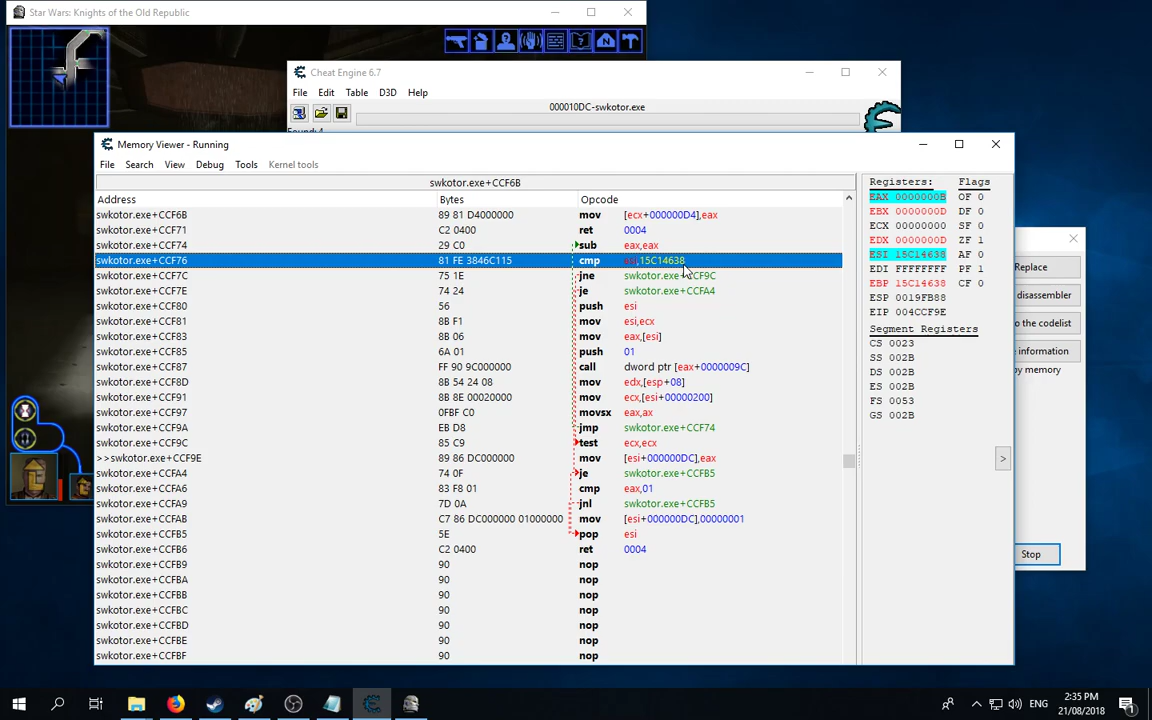 Star Wars: Knights of the Old Republic
Cheat Engine 6.7
File Edit Table D3D Help
000010DC-swkotor.exe
Memory Viewer - Running
File Search View Debug Tools Kernel tools
swkotor.exe+CCF6B
Address Bytes Opcode
swkotor.exe+CCF6B 89 81 D4000000 mov [ecx+000000D4],eax
swkotor.exe+CCF71 C2 0400 ret 0004
swkotor.exe+CCF74 29 C0 sub eax,eax
swkotor.exe+CCF76 81 FE 3846C115 cmp esi,15C14638
swkotor.exe+CCF7C 75 1E jne swkotor.exe+CCF9C
swkotor.exe+CCF7E 74 24 je swkotor.exe+CCFA4
swkotor.exe+CCF80 56 push esi
swkotor.exe+CCF81 8B F1 mov esi,ecx
swkotor.exe+CCF83 8B 06 mov eax,[esi]
swkotor.exe+CCF85 6A 01 push 01
swkotor.exe+CCF87 FF 90 9C000000 call dword ptr [eax+0000009C]
swkotor.exe+CCF8D 8B 54 24 08 mov edx,[esp+08]
swkotor.exe+CCF91 8B 8E 00020000 mov ecx,[esi+00000200]
swkotor.exe+CCF97 0FBF C0 movsx eax,ax
swkotor.exe+CCF9A EB D8 jmp swkotor.exe+CCF74
swkotor.exe+CCF9C 85 C9 test ecx,ecx
>>swkotor.exe+CCF9E 89 86 DC000000 mov [esi+000000DC],eax
swkotor.exe+CCFA4 74 0F je swkotor.exe+CCFB5
swkotor.exe+CCFA6 83 F8 01 cmp eax,01
swkotor.exe+CCFA9 7D 0A jnl swkotor.exe+CCFB5
swkotor.exe+CCFAB C7 86 DC000000 01000000 mov [esi+000000DC],00000001
swkotor.exe+CCFB5 5E pop esi
swkotor.exe+CCFB6 C2 0400 ret 0004
swkotor.exe+CCFB9 90 nop
swkotor.exe+CCFBA 90 nop
swkotor.exe+CCFBB 90 nop
swkotor.exe+CCFBC 90 nop
swkotor.exe+CCFBD 90 nop
swkotor.exe+CCFBE 90 nop
swkotor.exe+CCFBF 90 nop
Registers: Flags
EAX 0000000B OF 0
EBX 0000000D DF 0
ECX 00000000 SF 0
EDX 0000000D ZF 1
ESI 15C14638 AF 0
EDI FFFFFFFF PF 1
EBP 15C14638 CF 0
ESP 0019FB88
EIP 004CCF9E
Segment Registers
CS 0023
SS 002B
DS 002B
ES 002B
FS 0053
GS 002B
>
Replace
disassembler
o the codelist
information
by memory
Stop
ENG
2:35 PM
21/08/2018
1